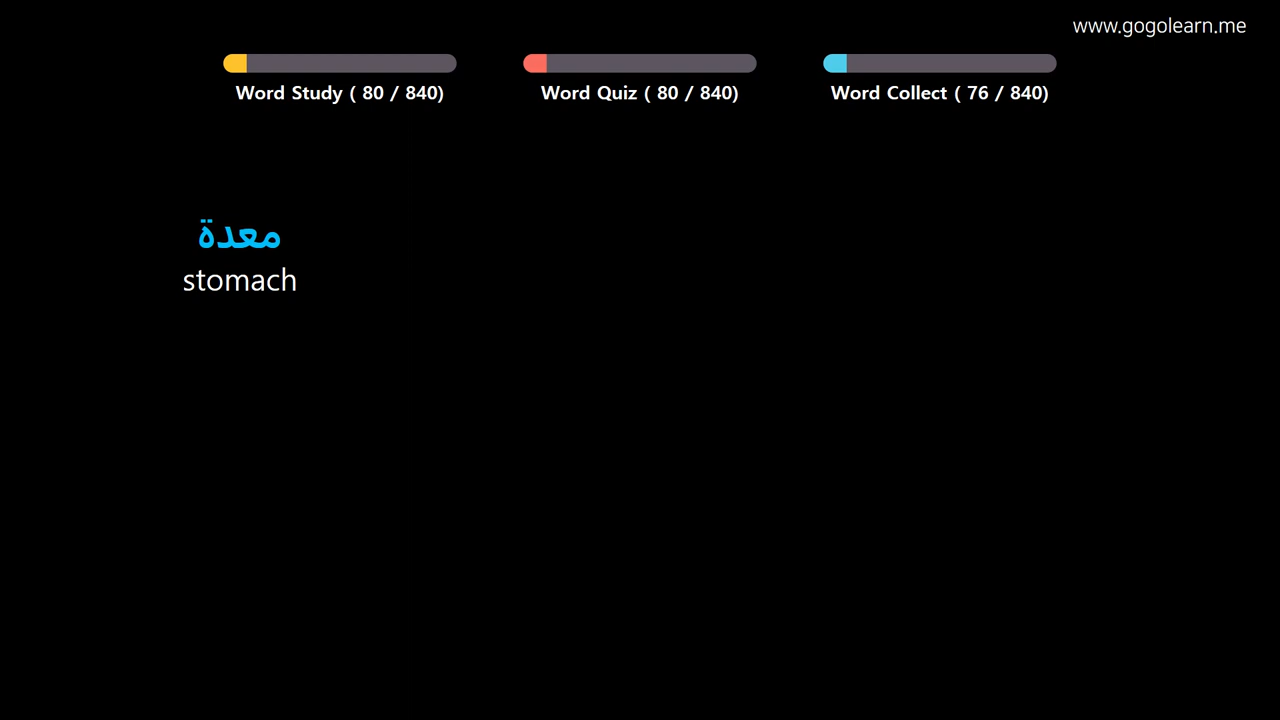 www.gogolearn.me
Word Study ( 80 / 840)
Word Quiz ( 80 / 840)
Word Collect ( 76 / 840)
معدة
stomach